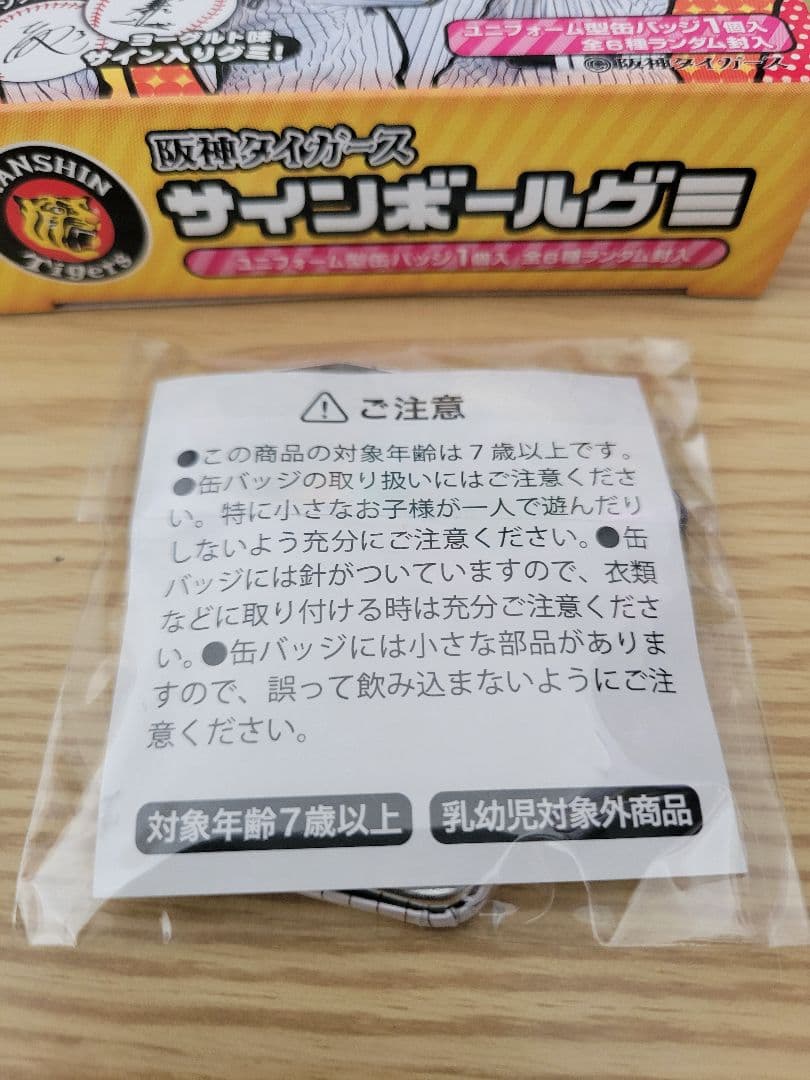 ヨーグルト味
サイン入りグミ!
ユニフォーム型缶バッジ1個入
全6種ランダム封入
©阪神タイガース
HANSHIN
Tigers
阪神タイガース
サインボールグミ
ユニフォーム型缶バッジ1個入 全6種ランダム封入
ご注意
●この商品の対象年齢は7歳以上です。
●缶バッジの取り扱いにはご注意くださ
い。特に小さなお子様が一人で遊んだり
しないよう充分にご注意ください。●缶
バッジには針がついていますので、衣類
などに取り付ける時は充分ご注意くださ
い。●缶バッジには小さな部品がありま
すので、誤って飲み込まないようにご注
意ください。
対象年齢7歳以上
乳幼児対象外商品